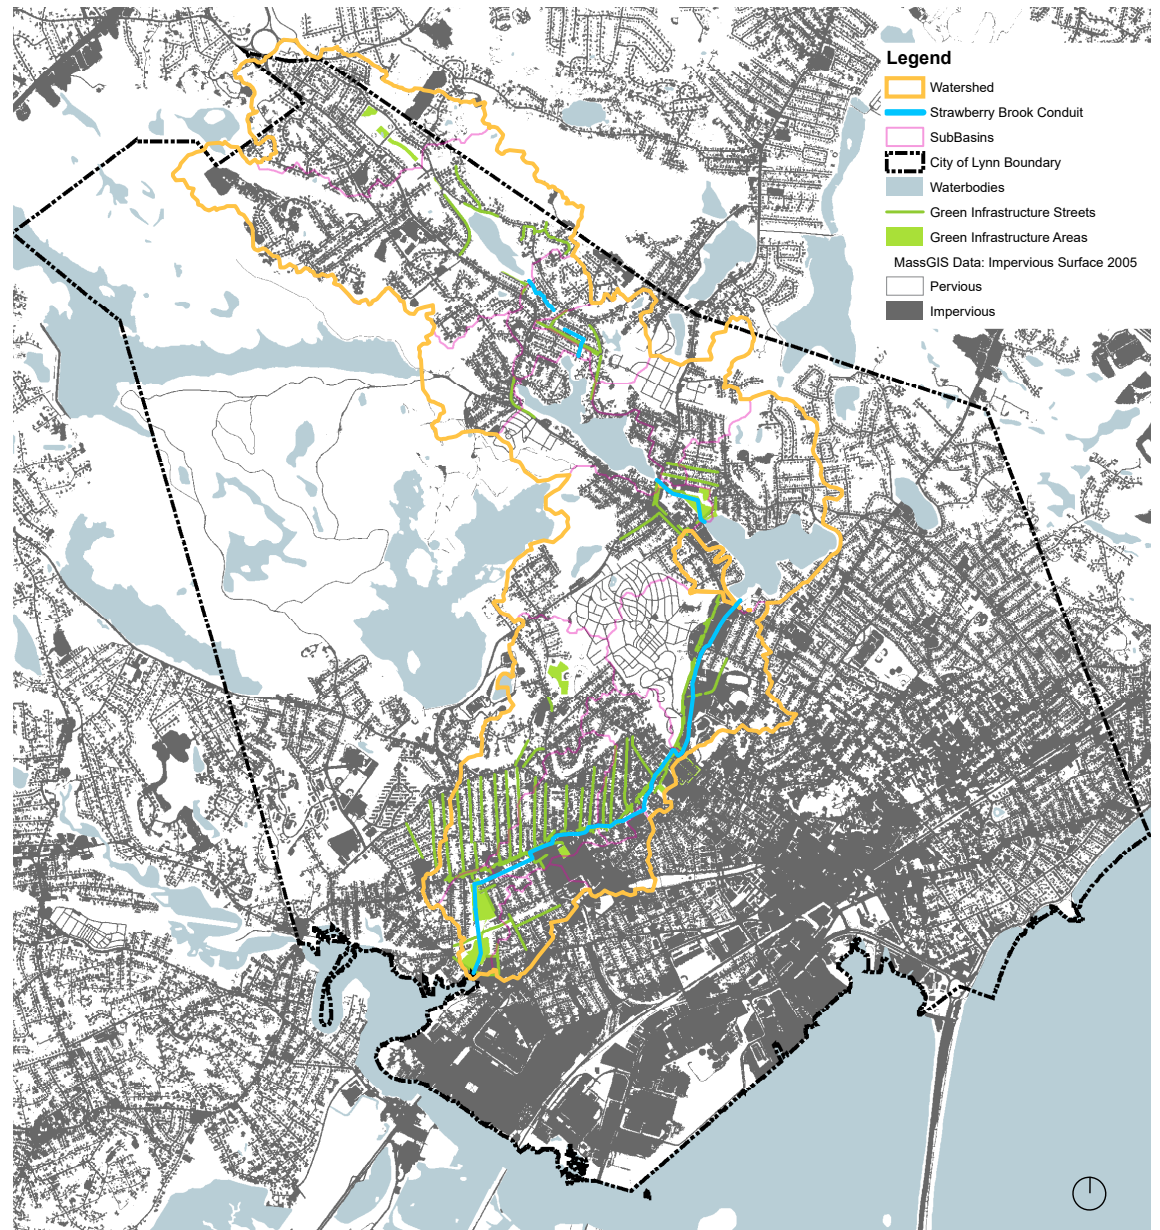 Legend
Watershed
Strawberry Brook Conduit
SubBasins
City of Lynn Boundary
Waterbodies
Green Infrastructure Streets
Green Infrastructure Areas
MassGIS Data: Impervious Surface 2005
Pervious
Impervious